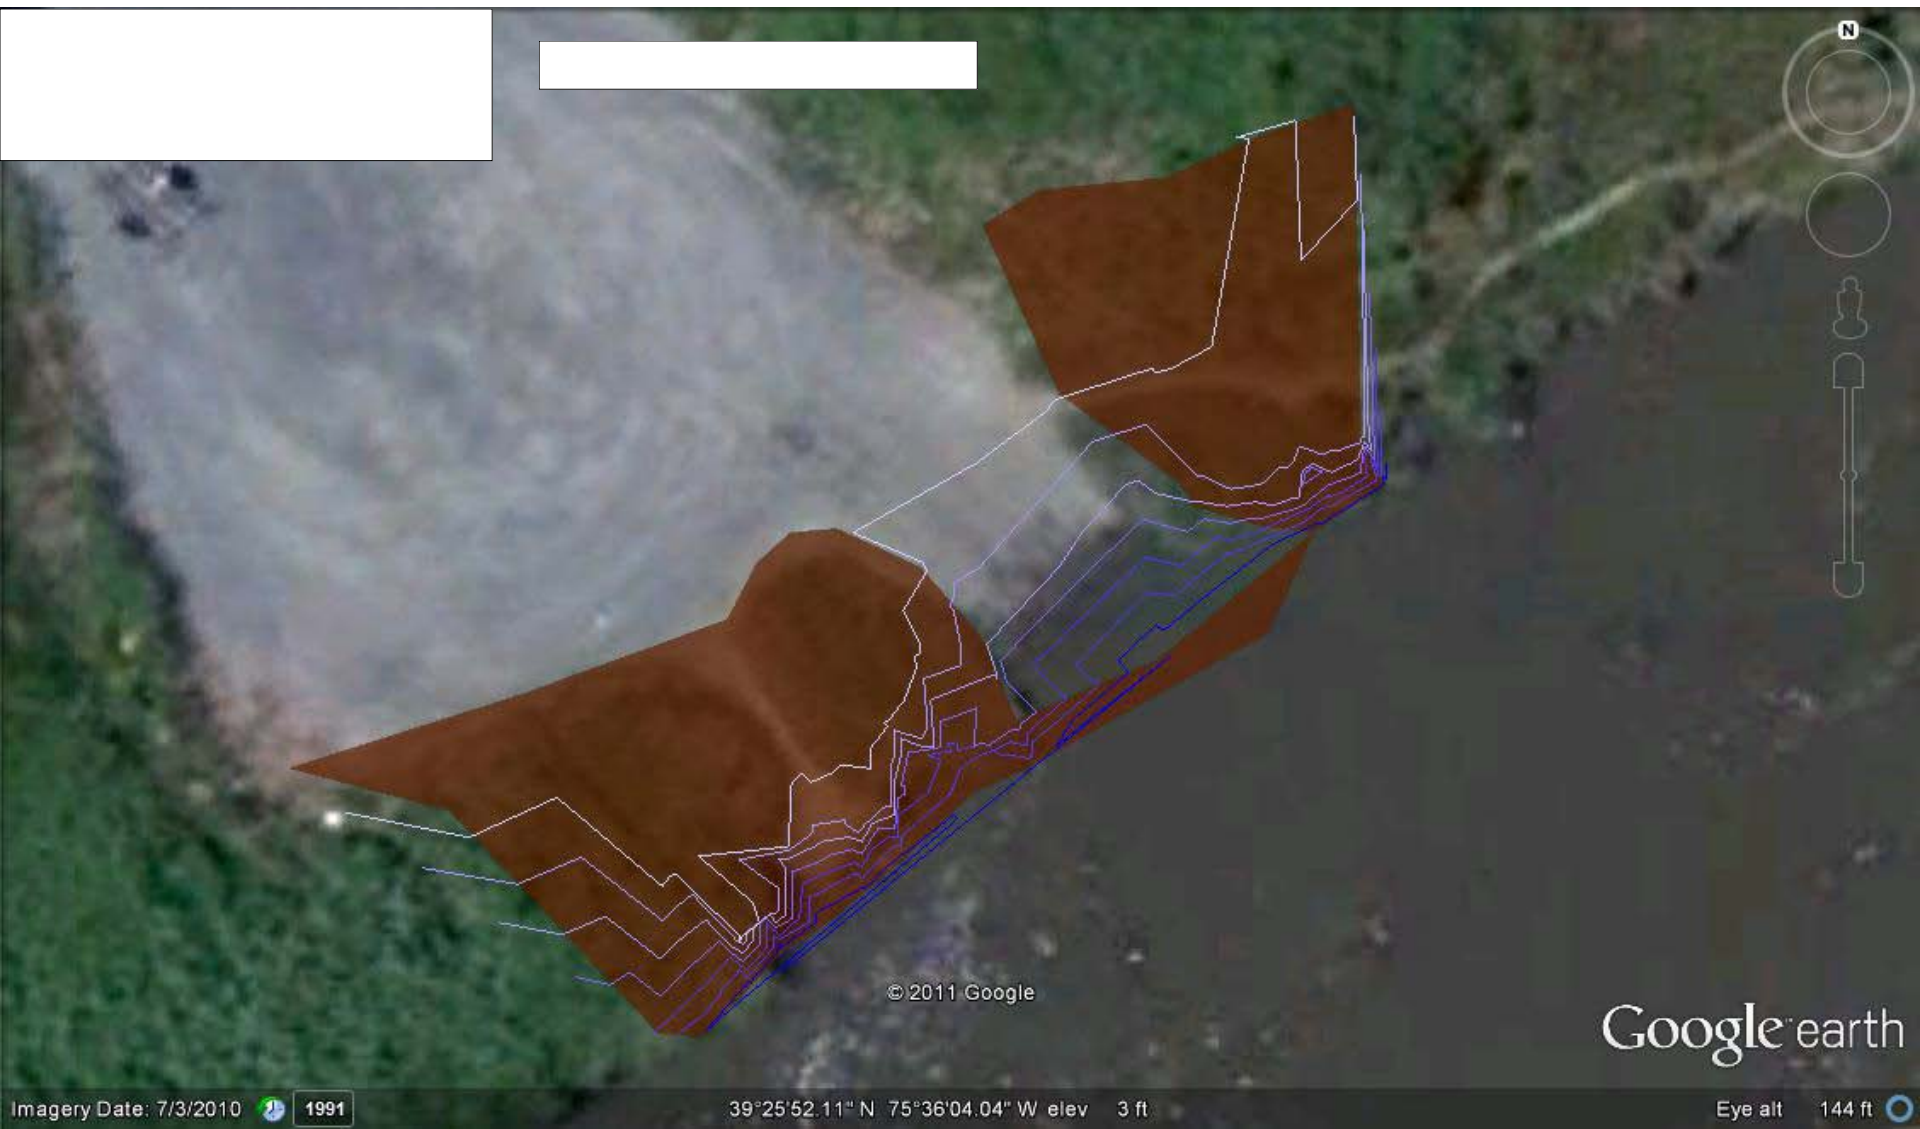 N
© 2011 Google
Google earth
Imagery Date: 7/3/2010 1991 39°25'52.11" N 75°36'04.04" W elev 3 ft Eye alt 144 ft